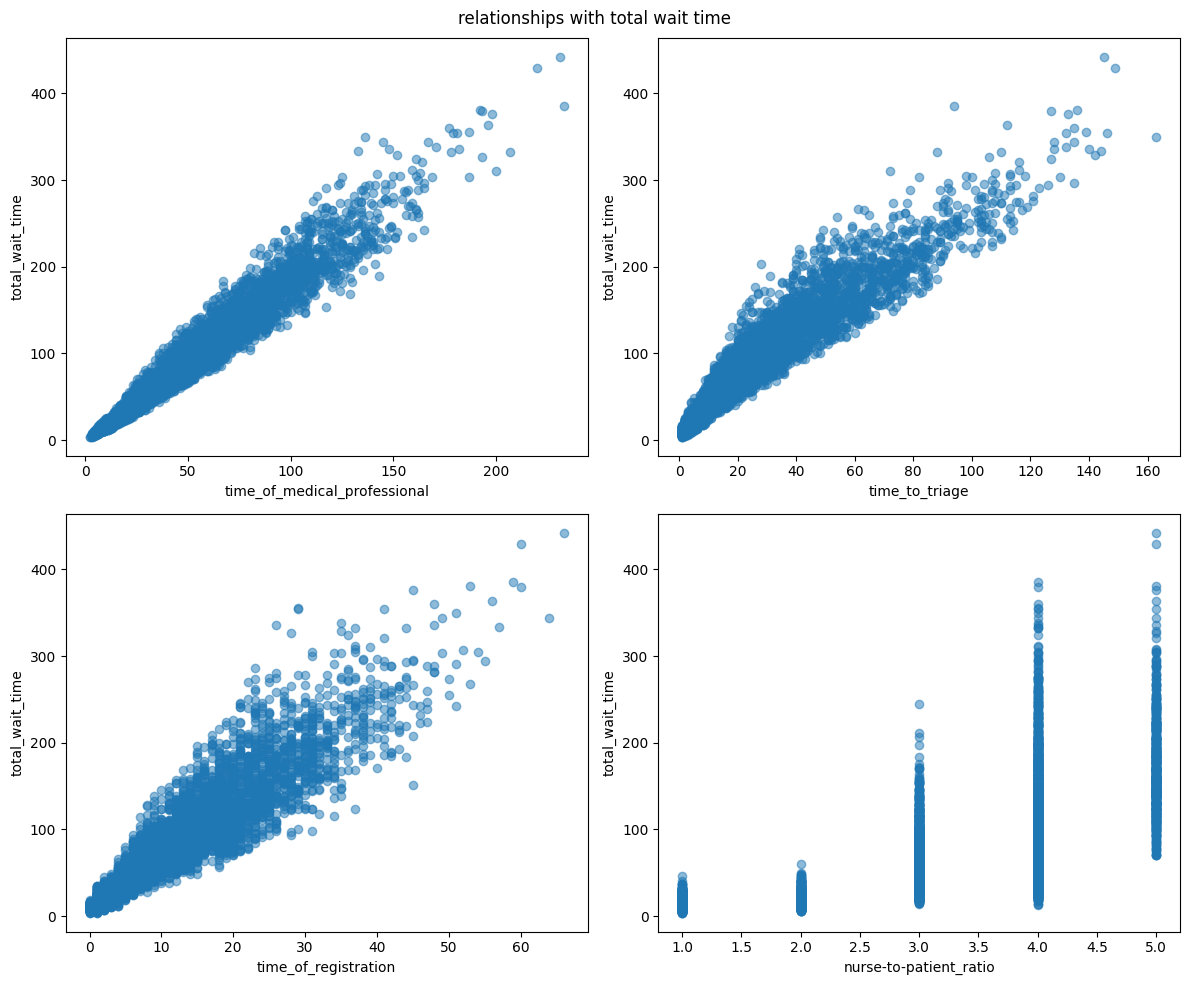 relationships with total wait time
total_wait_time
400
300
200
100
0
0 50 100 150 200
time_of_medical_professional
total_wait_time
400
300
200
100
0
0 20 40 60 80 100 120 140 160
time_to_triage
total_wait_time
400
300
200
100
0
0 10 20 30 40 50 60
time_of_registration
total_wait_time
400
300
200
100
0
1.0 1.5 2.0 2.5 3.0 3.5 4.0 4.5 5.0
nurse-to-patient_ratio